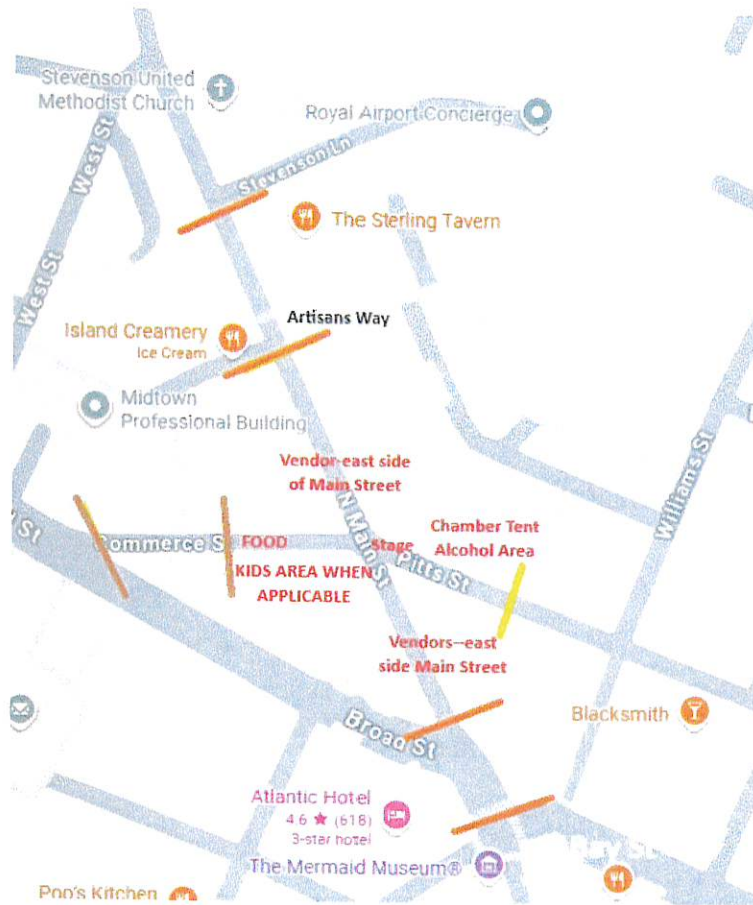 Stevenson United
Methodist Church
Royal Airport Concierge
West St
Stevenson Ln
The Sterling Tavern
West St
Artisans Way
Island Creamery
Ice Cream
Midtown
Professional Building
Vendor-east side
of Main Street
N Main St
Williams St
Chamber Tent
Alcohol Area
St
Commerce S
FOOD
Stage
Pitts St
KIDS AREA WHEN
APPLICABLE
Vendors--east
side Main Street
Broad St
Blacksmith
Atlantic Hotel
4.6 ★ (618)
3-star hotel
Bay St
The Mermaid Museum®
Pop's Kitchen